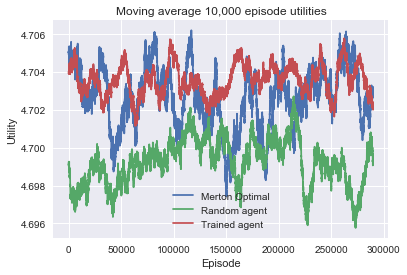 Moving average 10,000 episode utilities
4.706
4.704
4.702
4.700
4.698
4.696
Utility
Merton Optimal
Random agent
Trained agent
0 50000 100000 150000 200000 250000 300000
Episode